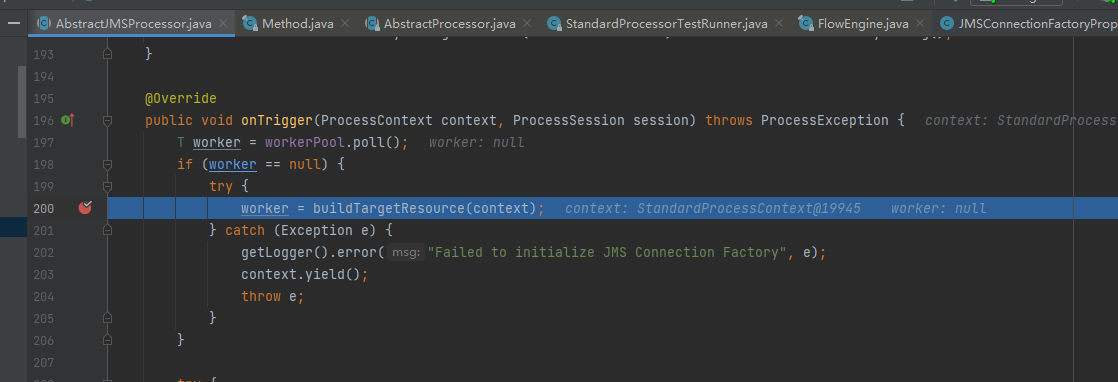 AbstractJMSProcessor.java Method.java AbstractProcessor.java StandardProcessorTestRunner.java FlowEngine.java JMSConnectionFactoryProp
193 }
194
195 @Override
196 public void onTrigger(ProcessContext context, ProcessSession session) throws ProcessException { context: StandardProcess
197 T worker = workerPool.poll(); worker: null
198 if (worker == null) {
199 try {
200 worker = buildTargetResource(context); context: StandardProcessContext@19945 worker: null
201 } catch (Exception e) {
202 getLogger().error( msg: "Failed to initialize JMS Connection Factory", e);
203 context.yield();
204 throw e;
205 }
206 }
207